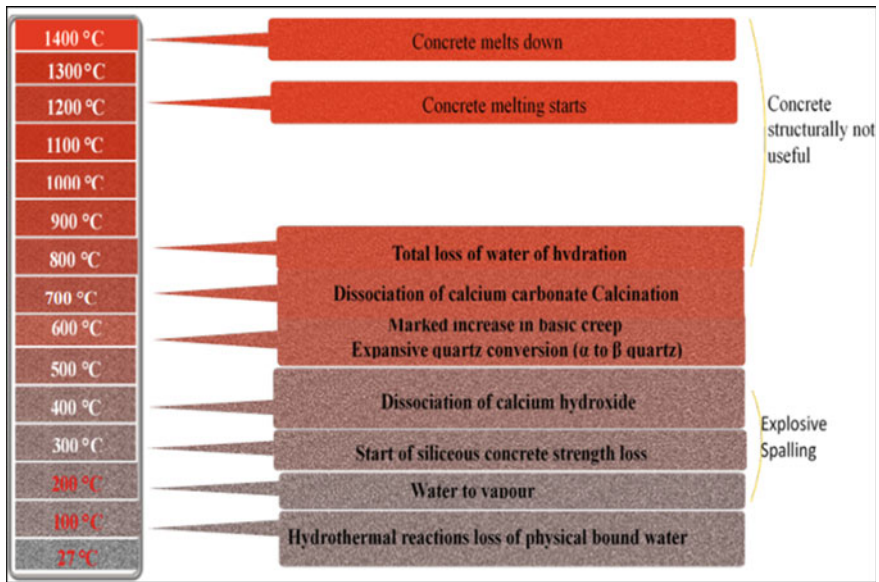 1400 °C
Concrete melts down
1300°C
1200 °C
Concrete melting starts
Concrete
structurally not
useful
1100 °C
1000 °C
900 °C
800 °C
Total loss of water of hydration
700 °C
Dissociation of calcium carbonate Calcination
600 °C
Marked increase in basic creep
Expansive quartz conversion (α to β quartz)
500 °C
400 °C
Dissociation of calcium hydroxide
Explosive
Spalling
300 °C
Start of siliceous concrete strength loss
200 °C
Water to vapour
100 °C
Hydrothermal reactions loss of physical bound water
27 °C